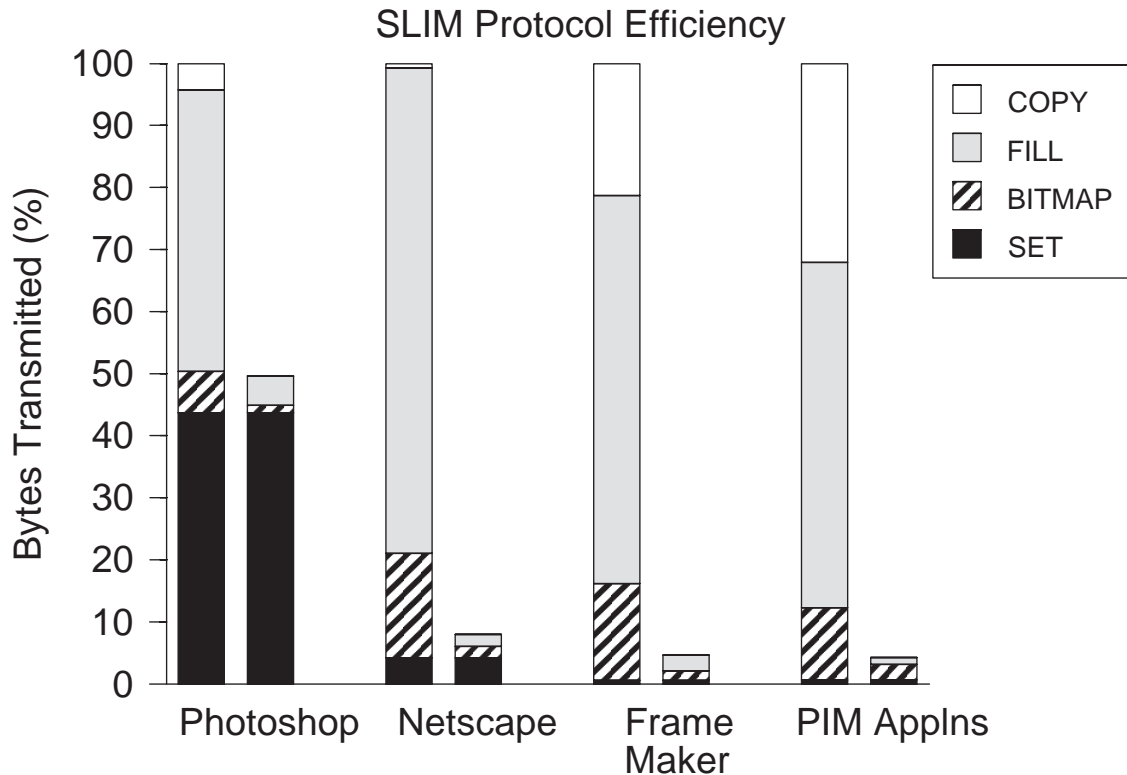 SLIM Protocol Efficiency
Bytes Transmitted (%)
100
90
80
70
60
50
40
30
20
10
0
COPY
FILL
BITMAP
SET
Photoshop
Netscape
Frame
Maker
PIM Applns